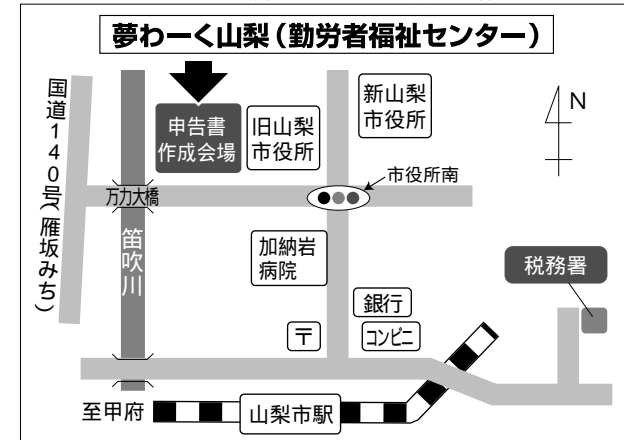 夢わーく山梨（勤労者福祉センター）
国道140号（雁坂みち）
申告書
作成会場
旧山梨
市役所
新山梨
市役所
N
市役所南
万力大橋
笛吹川
加納岩
病院
税務署
銀行
〒
コンビニ
至甲府
山梨市駅